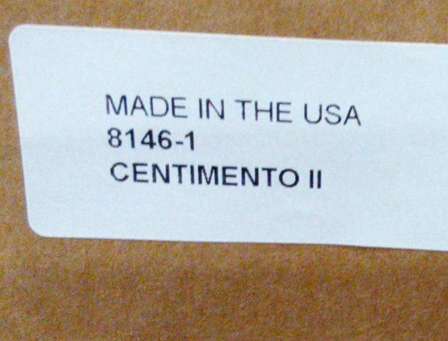 MADE IN THE USA
8146-1
CENTIMENTO II